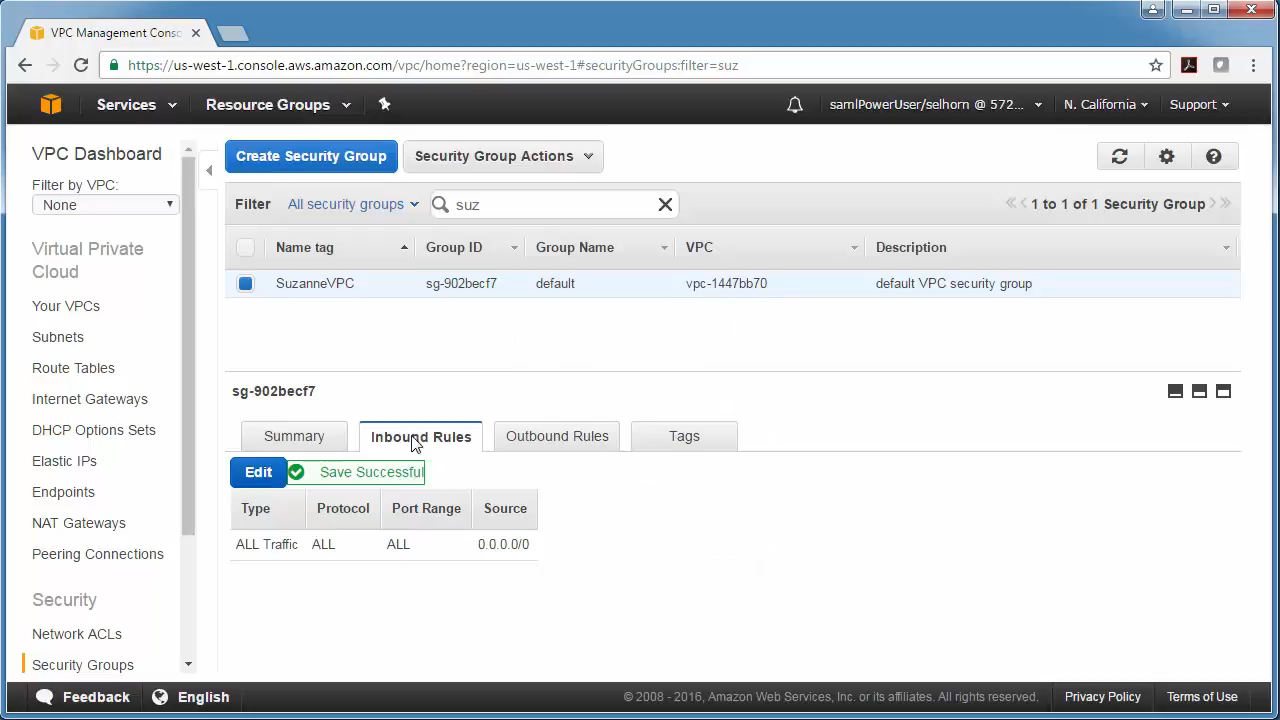 VPC Management Consc
https://us-west-1.console.aws.amazon.com/vpc/home?region=us-west-1#securityGroups:filter=suz
Services Resource Groups samlPowerUser/selhorn @ 572... N. California Support
VPC Dashboard
Filter by VPC:
None
Virtual Private
Cloud
Your VPCs
Subnets
Route Tables
Internet Gateways
DHCP Options Sets
Elastic IPs
Endpoints
NAT Gateways
Peering Connections
Security
Network ACLs
Security Groups
Create Security Group Security Group Actions
Filter All security groups suz 1 to 1 of 1 Security Group
Name tag Group ID Group Name VPC Description
SuzanneVPC sg-902becf7 default vpc-1447bb70 default VPC security group
sg-902becf7
Summary Inbound Rules Outbound Rules Tags
Edit Save Successful
Type Protocol Port Range Source
ALL Traffic ALL ALL 0.0.0.0/0
Feedback English © 2008 - 2016, Amazon Web Services, Inc. or its affiliates. All rights reserved. Privacy Policy Terms of Use